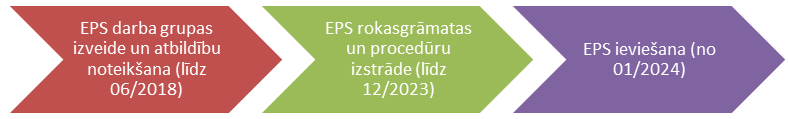 EPS darba grupas
izveide un atbildību
noteikšana (līdz
06/2018)
EPS rokasgrāmatas
un procedūru
izstrāde (līdz
12/2023)
EPS ieviešana (no
01/2024)